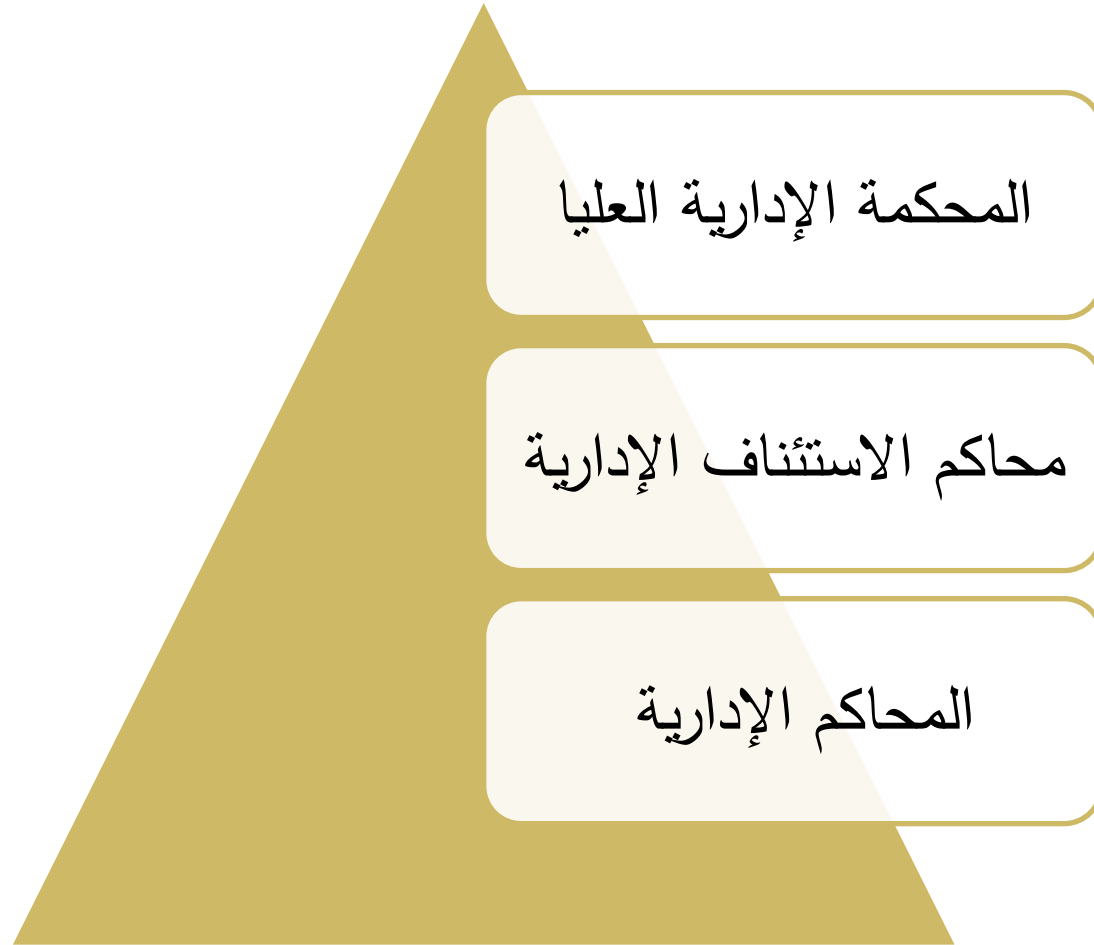 المحكمة الإدارية العليا
محاكم الاستئناف الإدارية
المحاكم الإدارية